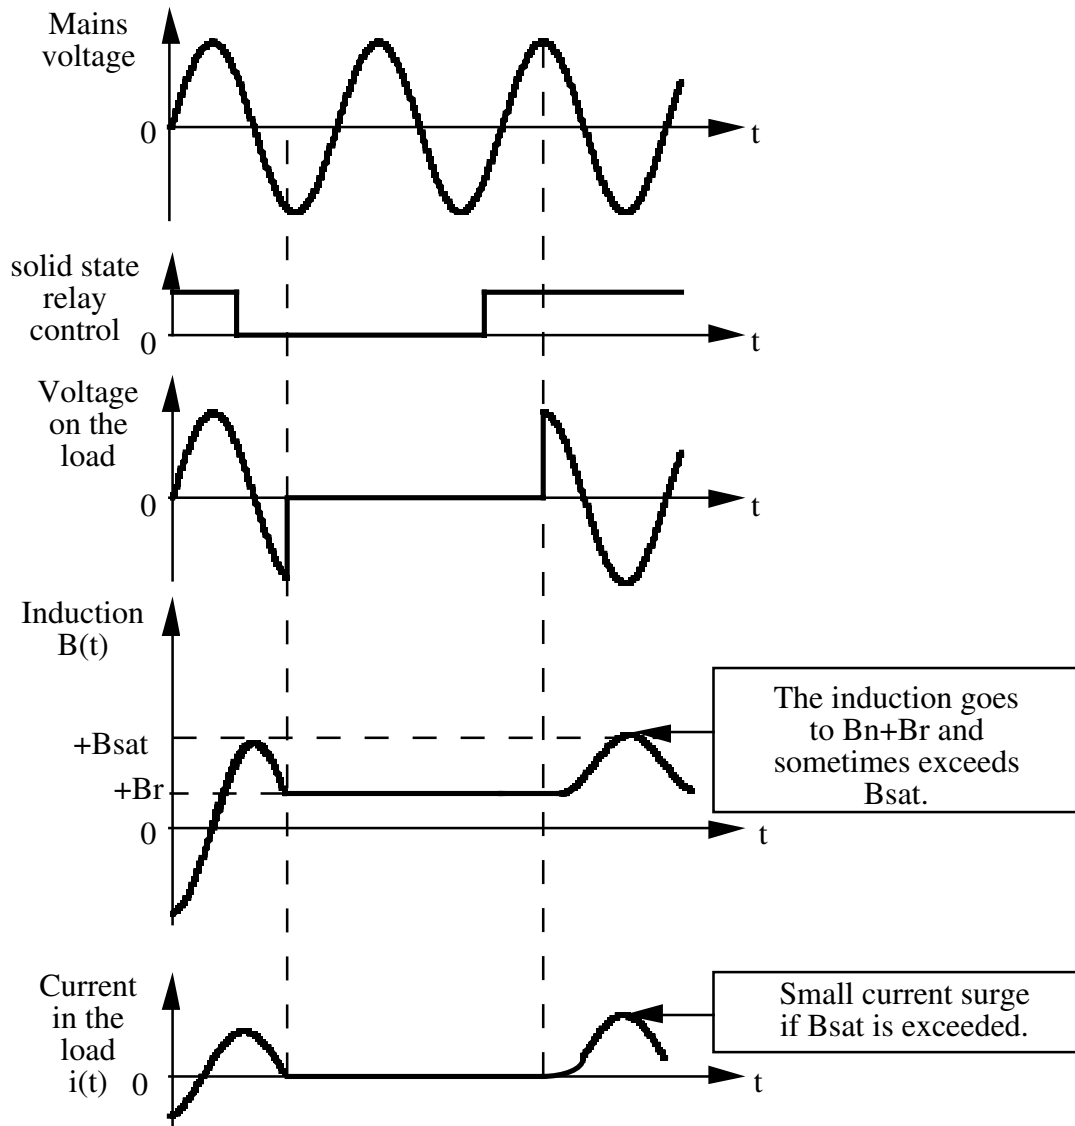 Mains
voltage
0
t
solid state
relay
control
0
t
Voltage
on the
load
0
t
Induction
B(t)
+Bsat
+Br
0
t
The induction goes
to Bn+Br and
sometimes exceeds
Bsat.
Current
in the
load
i(t)
0
t
Small current surge
if Bsat is exceeded.